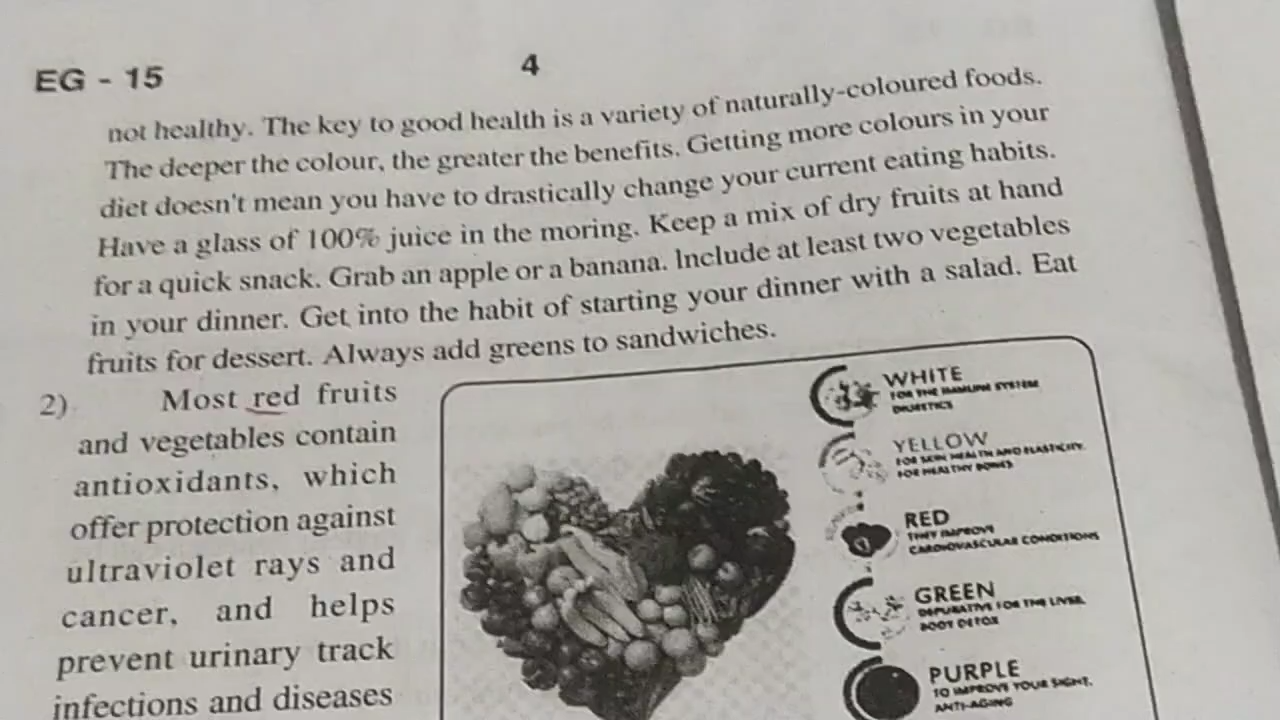 EG - 15
4
not healthy. The key to good health is a variety of naturally-coloured foods.
The deeper the colour, the greater the benefits. Getting more colours in your
diet doesn't mean you have to drastically change your current eating habits.
Have a glass of 100% juice in the moring. Keep a mix of dry fruits at hand
for a quick snack. Grab an apple or a banana. Include at least two vegetables
in your dinner. Get into the habit of starting your dinner with a salad. Eat
fruits for dessert. Always add greens to sandwiches.
2) Most red fruits
and vegetables contain
antioxidants, which
offer protection against
ultraviolet rays and
cancer, and helps
prevent urinary track
infections and diseases
WHITE
FOR THE IMMUNE SYSTEM
DIURETICS
YELLOW
FOR SKIN HEALTH AND ELASTICITY.
FOR HEALTHY BONES
RED
THEY IMPROVE
CARDIOVASCULAR CONDITIONS
GREEN
DEPURATIVE FOR THE LIVER,
BODY DETOX
PURPLE
TO IMPROVE YOUR SIGHT,
ANTI-AGING